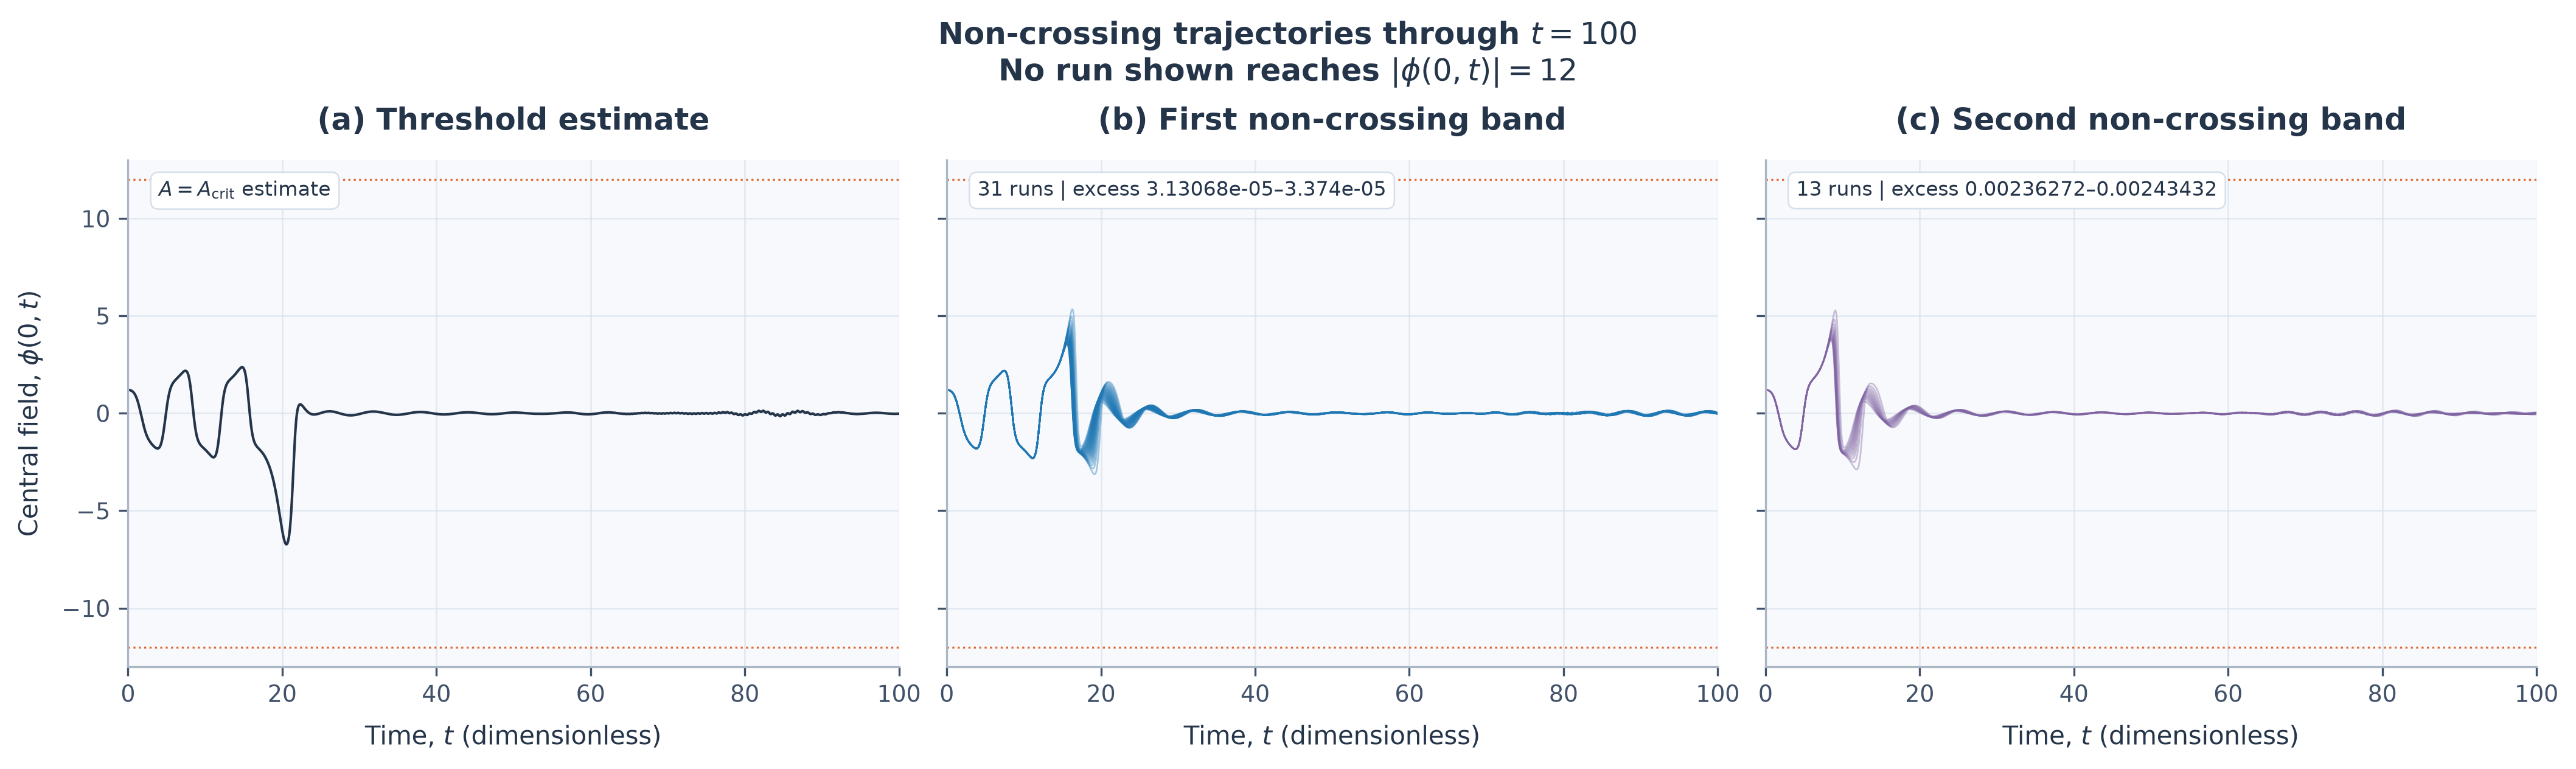 Non-crossing trajectories through t = 100
No run shown reaches |ϕ(0, t)| = 12
(a) Threshold estimate
(b) First non-crossing band
(c) Second non-crossing band
A = A_crit estimate
31 runs | excess 3.13068e-05–3.374e-05
13 runs | excess 0.00236272–0.00243432
Central field, ϕ(0, t)
10
5
0
−5
−10
0 20 40 60 80 100
0 20 40 60 80 100
0 20 40 60 80 100
Time, t (dimensionless)
Time, t (dimensionless)
Time, t (dimensionless)